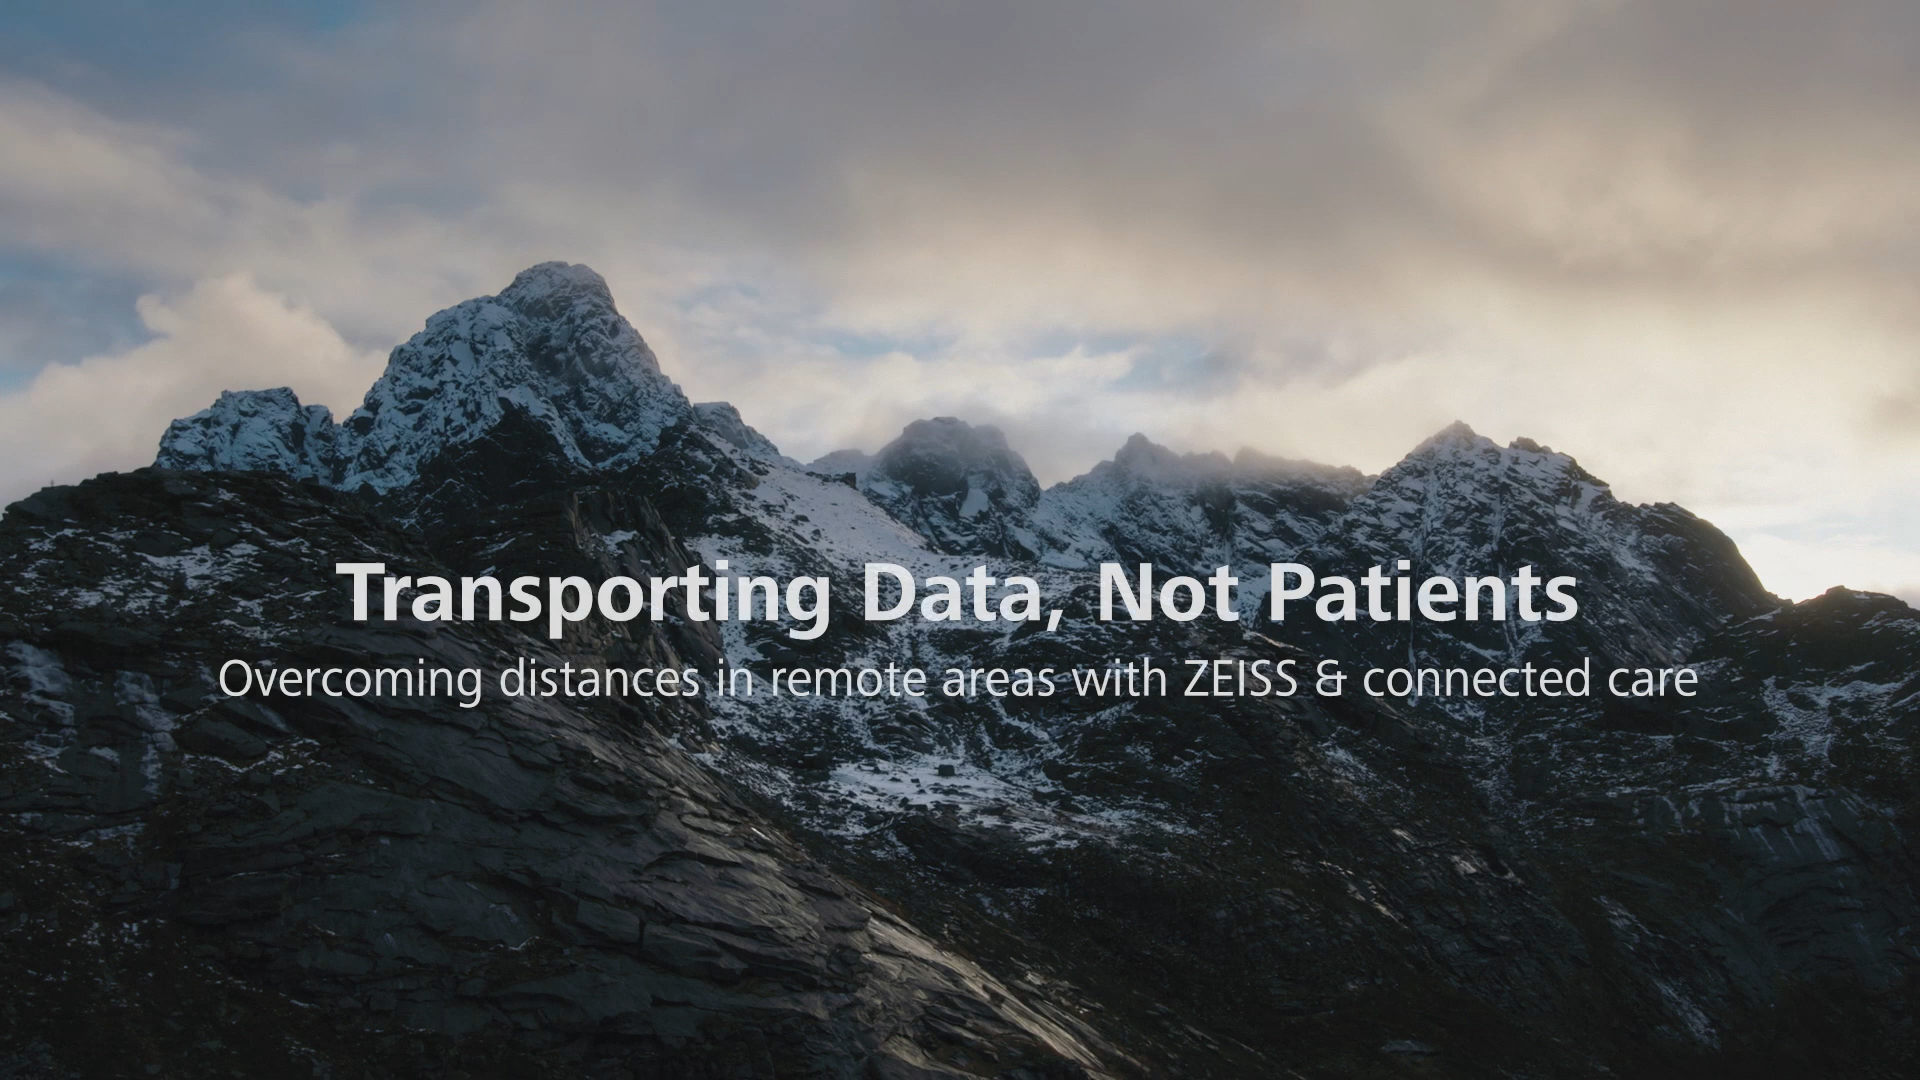 Transporting Data, Not Patients
Overcoming distances in remote areas with ZEISS & connected care